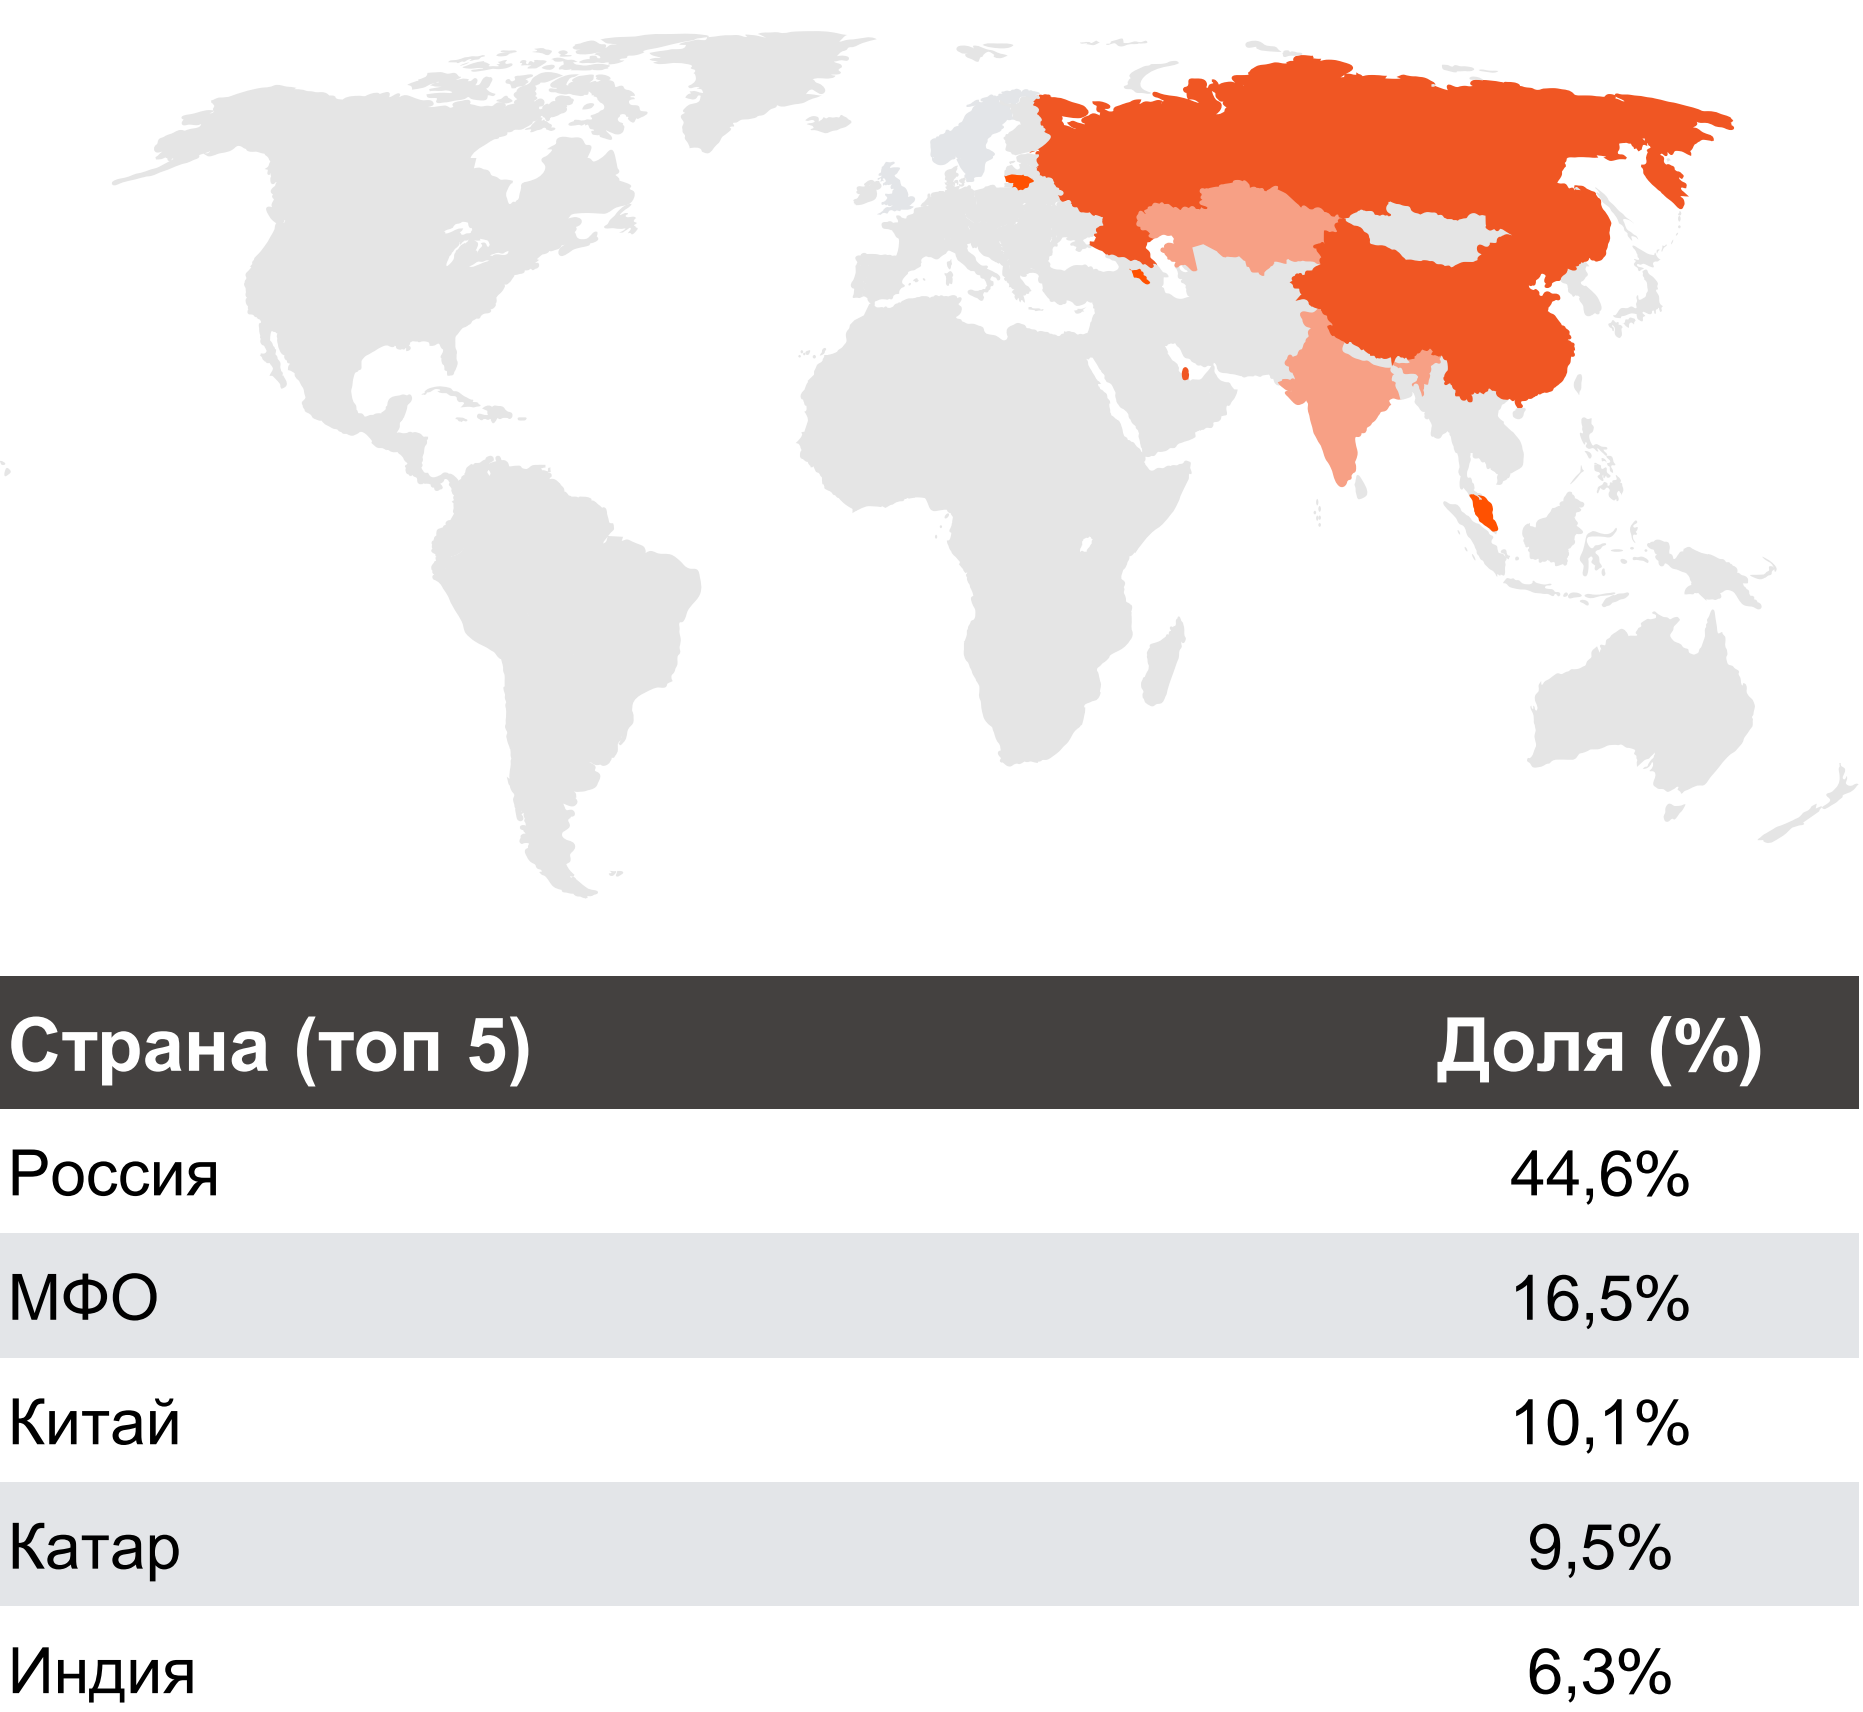 Страна (топ 5) Доля (%)
Россия 44,6%
МФО 16,5%
Китай 10,1%
Катар 9,5%
Индия 6,3%